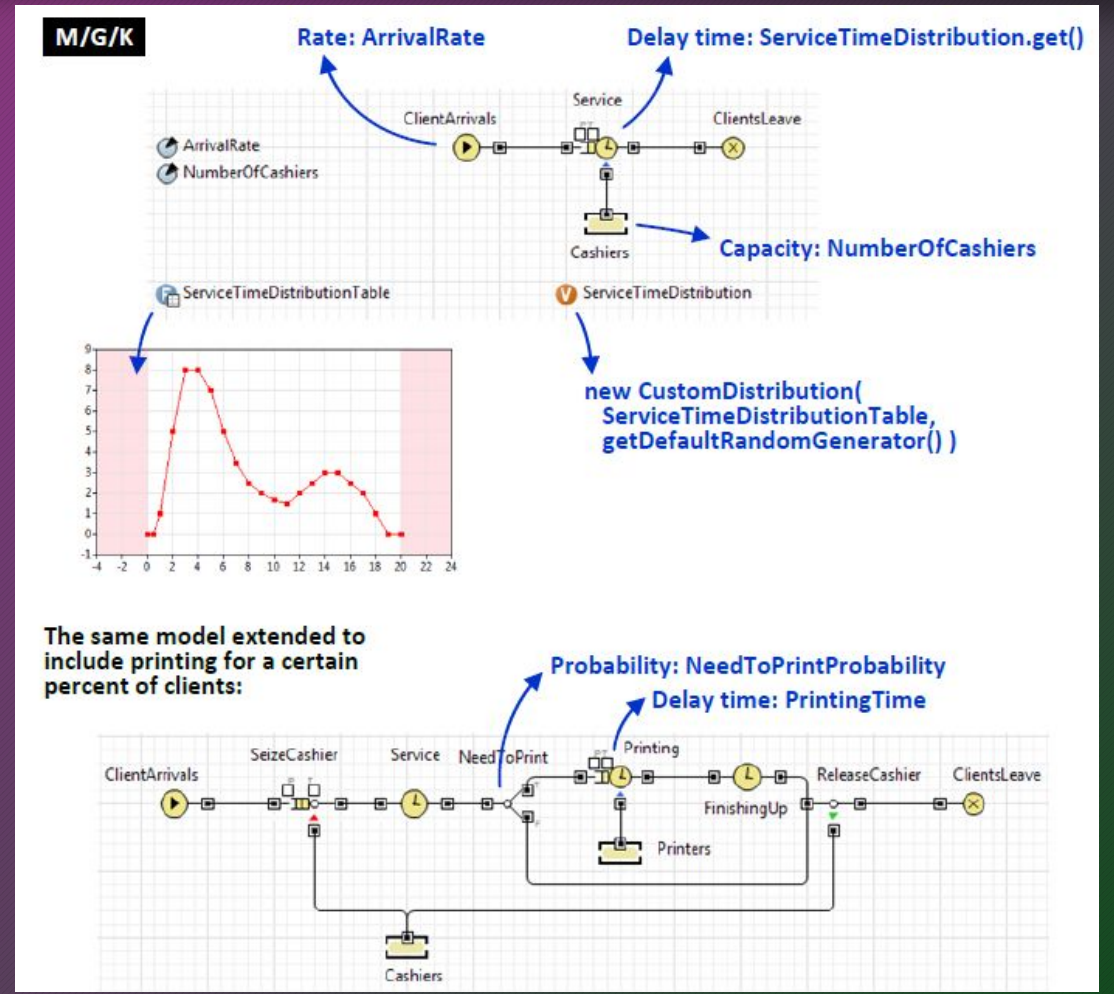 M/G/K
Rate: ArrivalRate
Delay time: ServiceTimeDistribution.get()
Service
ClientArrivals
ClientsLeave
ArrivalRate
NumberOfCashiers
Cashiers
Capacity: NumberOfCashiers
ServiceTimeDistributionTable
ServiceTimeDistribution
new CustomDistribution(
ServiceTimeDistributionTable,
getDefaultRandomGenerator() )
9
8
7
6
5
4
3
2
1
0
-1
-4 -2 0 2 4 6 8 10 12 14 16 18 20 22 24
The same model extended to
include printing for a certain
percent of clients:
Probability: NeedToPrintProbability
Delay time: PrintingTime
ClientArrivals
SeizeCashier
Service
NeedToPrint
Printing
FinishingUp
ReleaseCashier
ClientsLeave
Printers
Cashiers